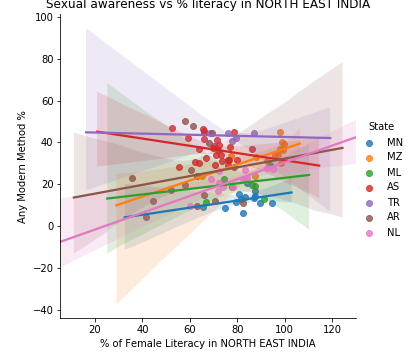 Sexual awareness vs % literacy in NORTH EAST INDIA
100
80
60
40
20
0
−20
−40
Any Modern Method %
20
40
60
80
100
120
% of Female Literacy in NORTH EAST INDIA
State
MN
MZ
ML
AS
TR
AR
NL